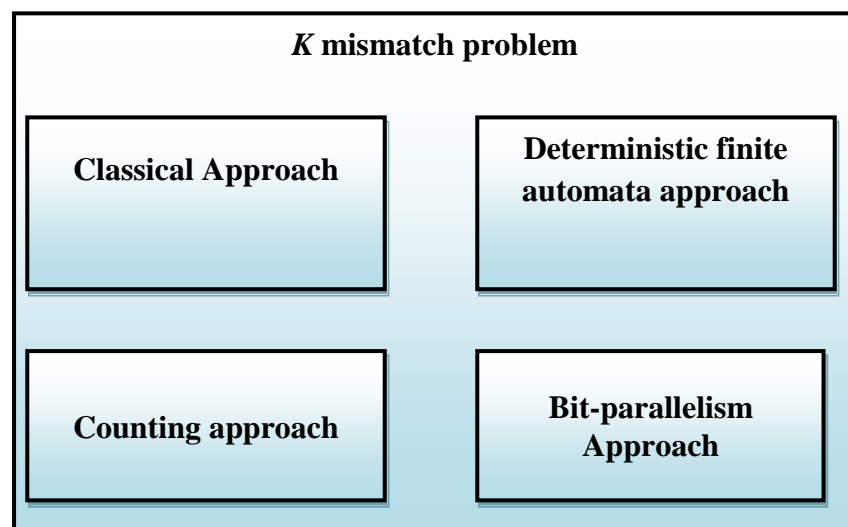 K mismatch problem
Classical Approach
Deterministic finite
automata approach
Counting approach
Bit-parallelism
Approach